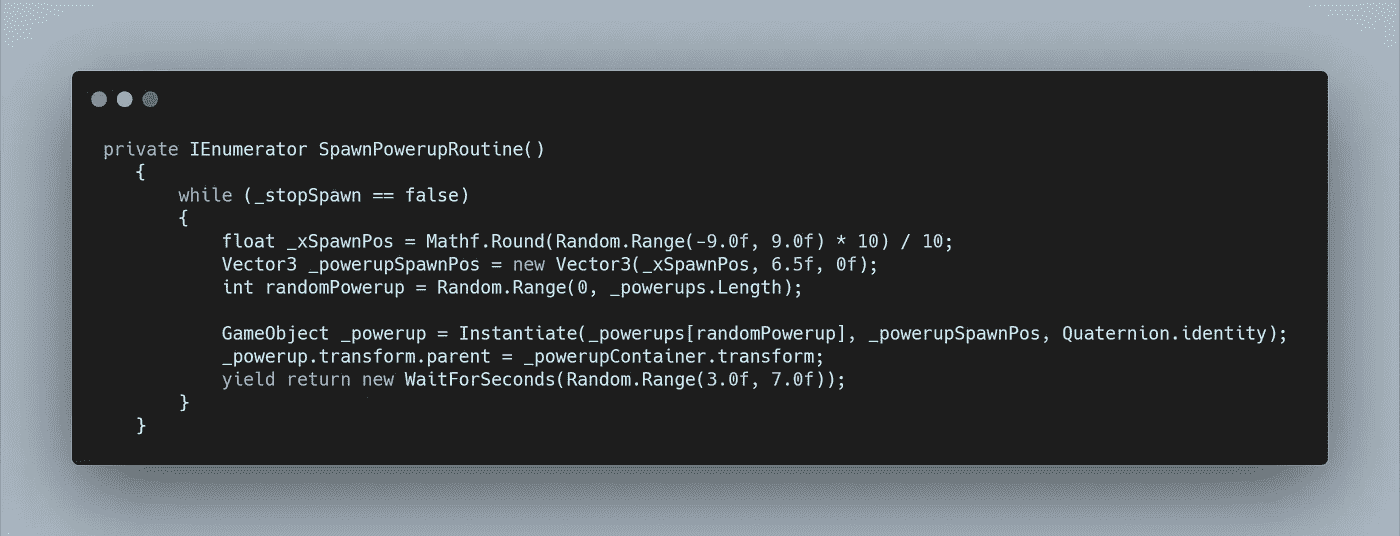 private IEnumerator SpawnPowerupRoutine()
{
while (_stopSpawn == false)
{
float _xSpawnPos = Mathf.Round(Random.Range(-9.0f, 9.0f) * 10) / 10;
Vector3 _powerupSpawnPos = new Vector3(_xSpawnPos, 6.5f, 0f);
int randomPowerup = Random.Range(0, _powerups.Length);
GameObject _powerup = Instantiate(_powerups[randomPowerup], _powerupSpawnPos, Quaternion.identity);
_powerup.transform.parent = _powerupContainer.transform;
yield return new WaitForSeconds(Random.Range(3.0f, 7.0f));
}
}